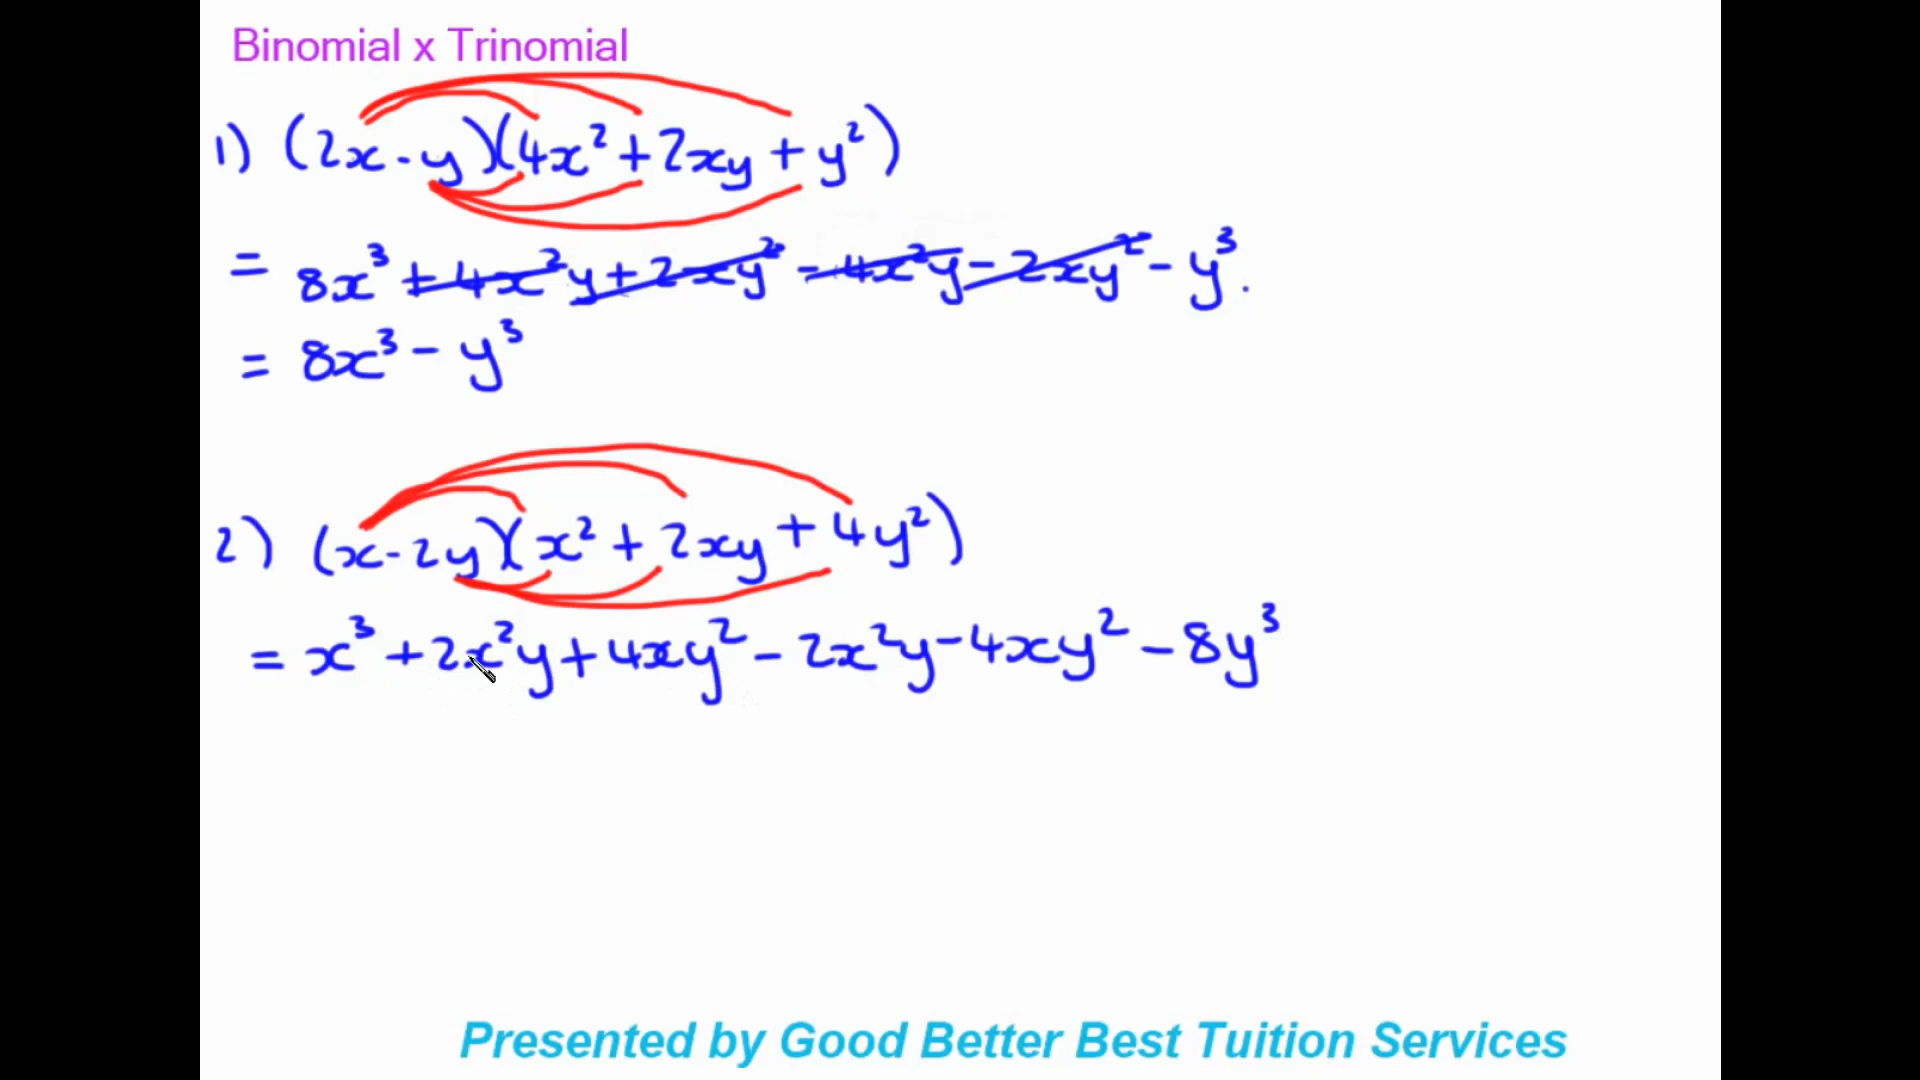 Binomial x Trinomial
1) (2x - y)(4x² + 2xy + y²)
= 8x³ + 4x²y + 2xy² - 4x²y - 2xy² - y³.
= 8x³ - y³
2) (x - 2y)(x² + 2xy + 4y²)
= x³ + 2x²y + 4xy² - 2x²y - 4xy² - 8y³
Presented by Good Better Best Tuition Services